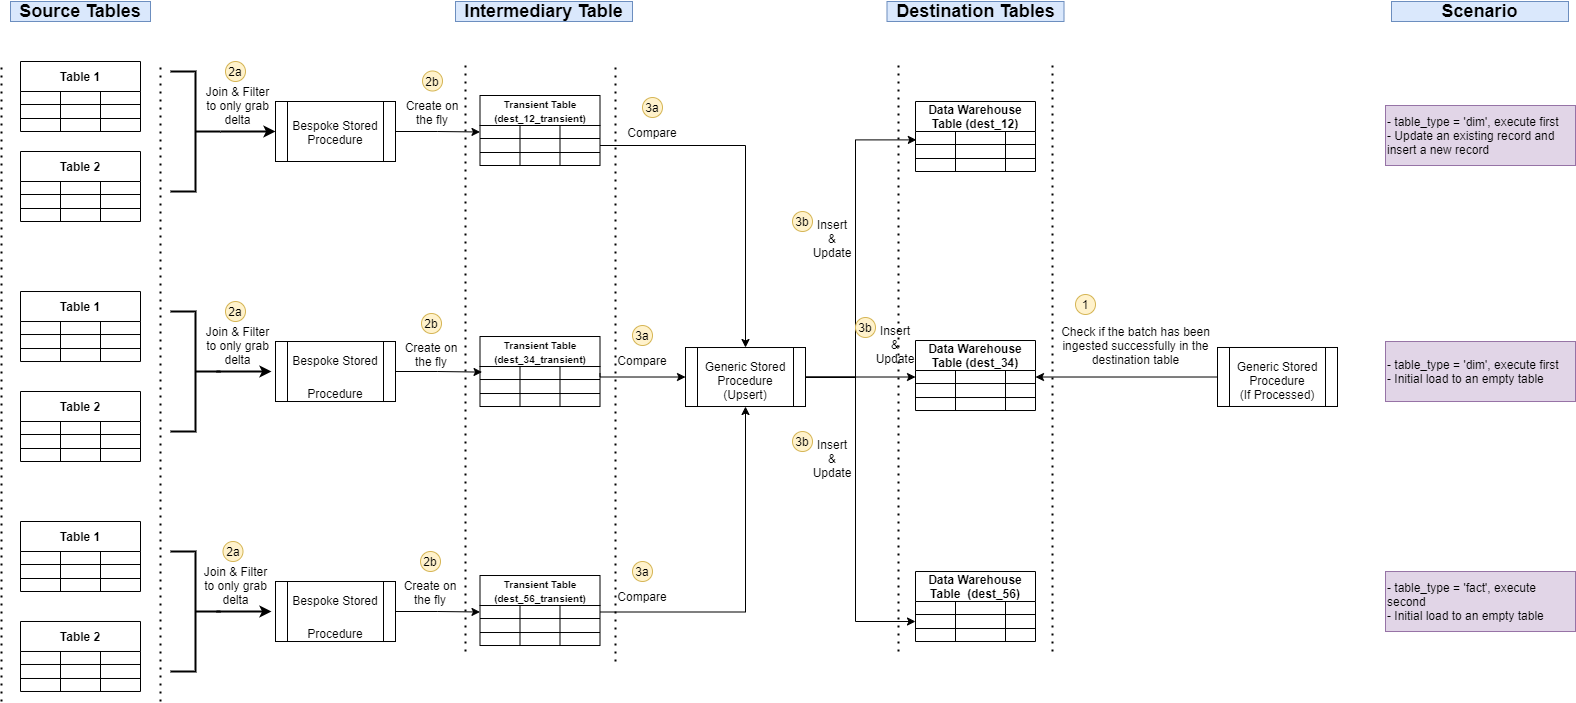 Source Tables
Intermediary Table
Destination Tables
Scenario
Table 1
Table 2
2a
Join & Filter
to only grab
delta
Bespoke Stored
Procedure
2b
Create on
the fly
Transient Table
(dest_12_transient)
3a
Compare
Data Warehouse
Table (dest_12)
- table_type = 'dim', execute first
- Update an existing record and
insert a new record
3b
Insert
&
Update
Table 1
Table 2
2a
Join & Filter
to only grab
delta
Bespoke Stored
Procedure
2b
Create on
the fly
Transient Table
(dest_34_transient)
3a
Compare
Generic Stored
Procedure
(Upsert)
3b
Insert
&
Update
Data Warehouse
Table (dest_34)
1
Check if the batch has been
ingested successfully in the
destination table
Generic Stored
Procedure
(If Processed)
- table_type = 'dim', execute first
- Initial load to an empty table
3b
Insert
&
Update
Table 1
Table 2
2a
Join & Filter
to only grab
delta
Bespoke Stored
Procedure
2b
Create on
the fly
Transient Table
(dest_56_transient)
3a
Compare
Data Warehouse
Table (dest_56)
- table_type = 'fact', execute
second
- Initial load to an empty table